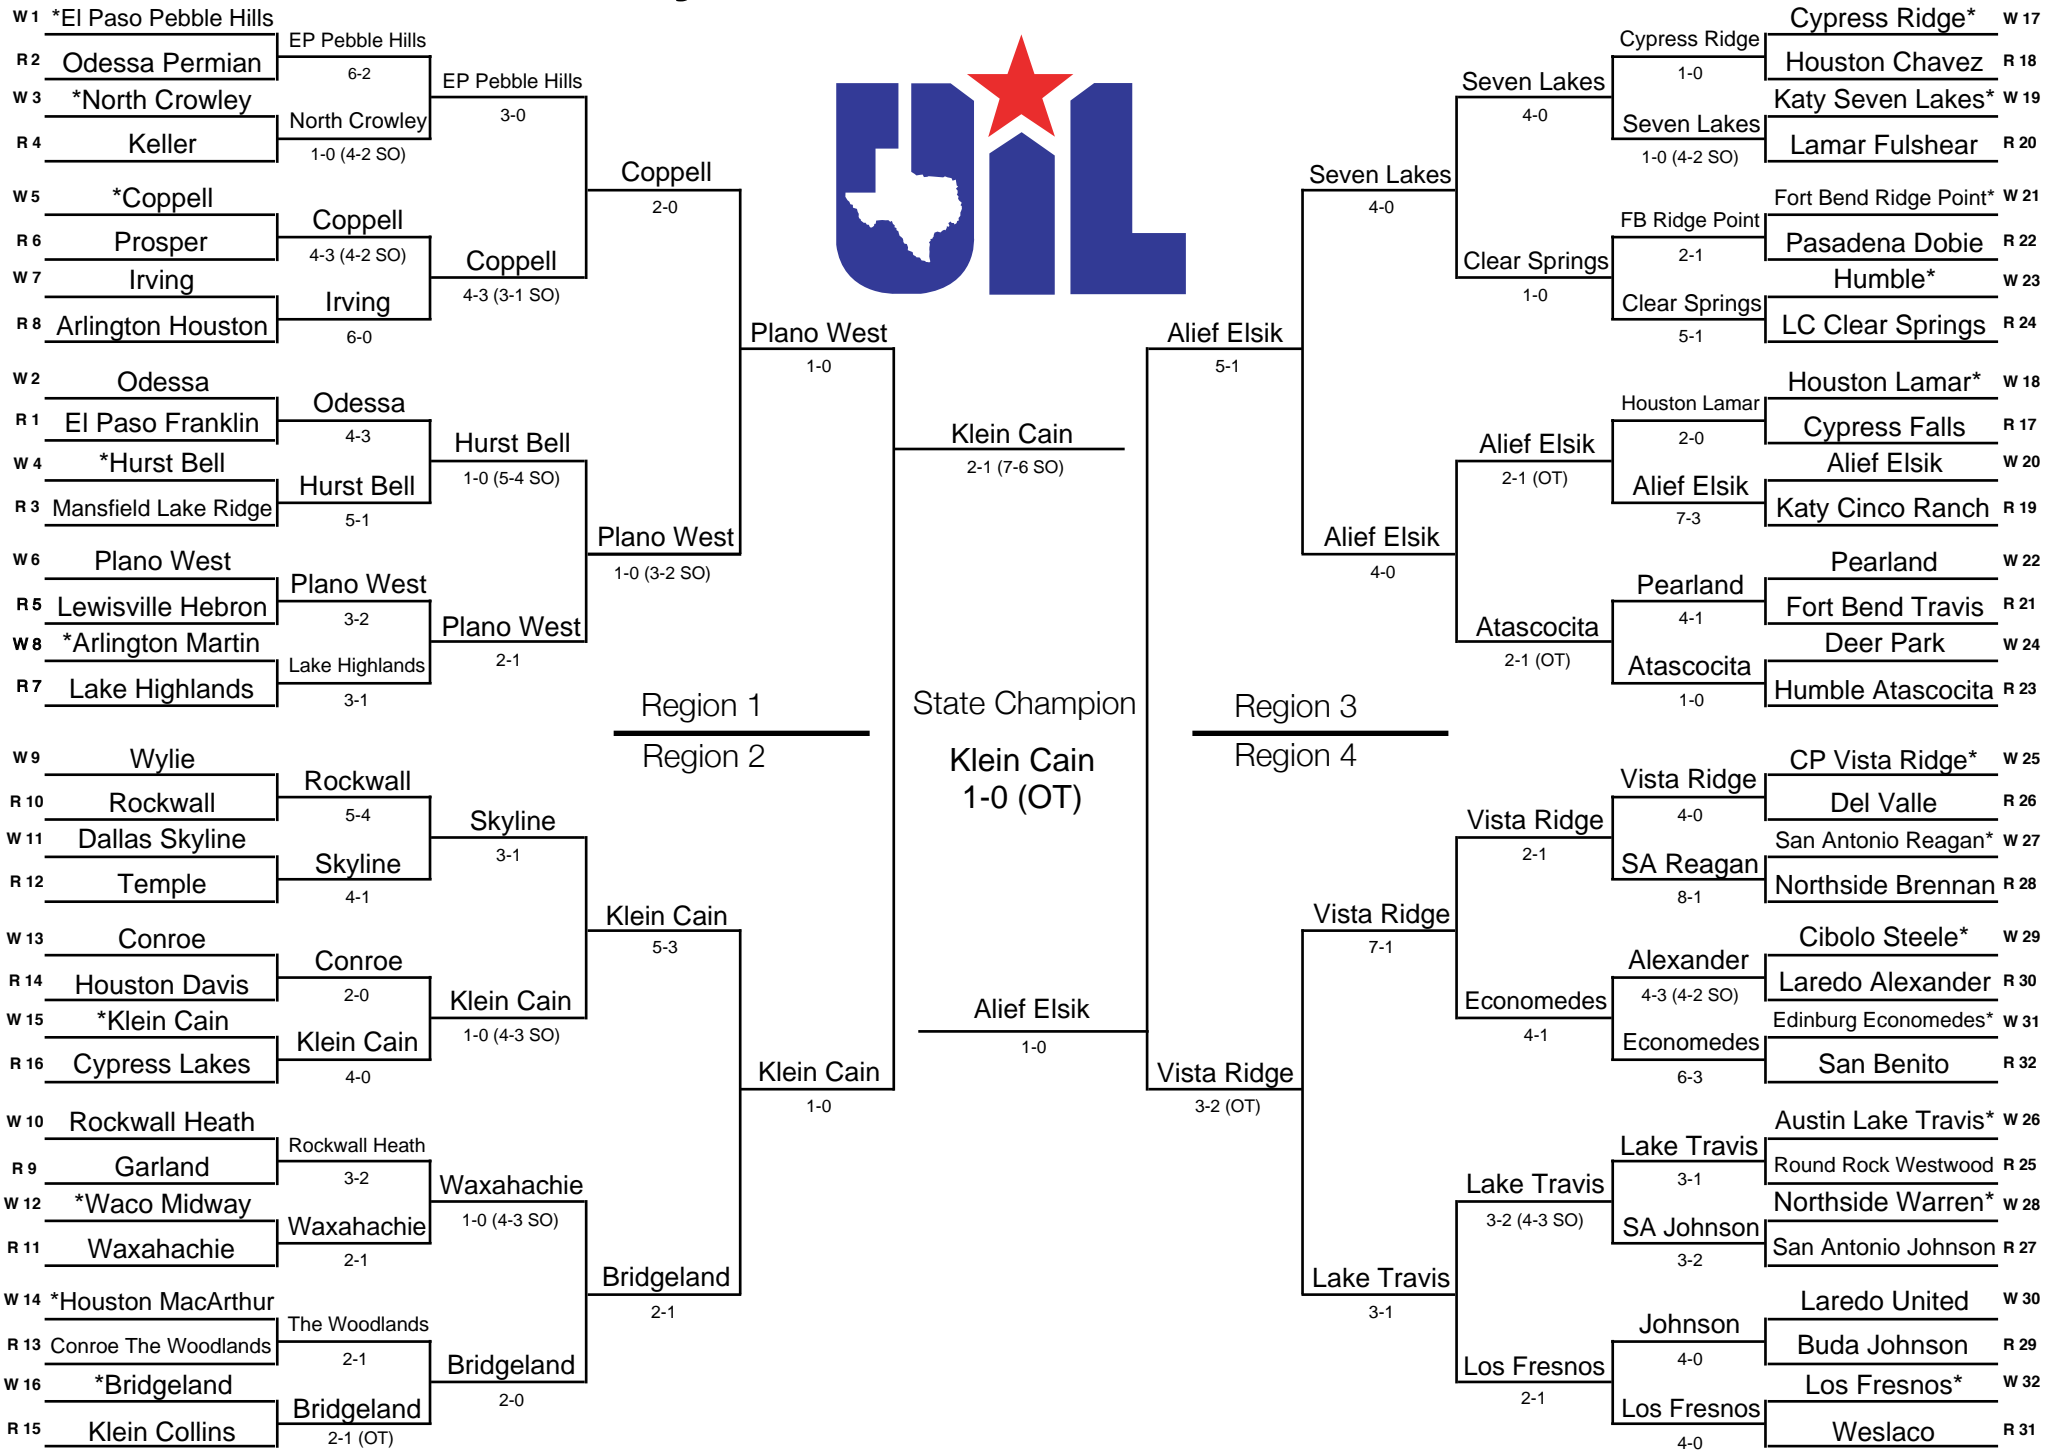 W 1 *El Paso Pebble Hills
R 2 Odessa Permian
W 3 *North Crowley
R 4 Keller
W 5 *Coppell
R 6 Prosper
W 7 Irving
R 8 Arlington Houston
W 2 Odessa
R 1 El Paso Franklin
W 4 *Hurst Bell
R 3 Mansfield Lake Ridge
W 6 Plano West
R 5 Lewisville Hebron
W 8 *Arlington Martin
R 7 Lake Highlands
W 9 Wylie
R 10 Rockwall
W 11 Dallas Skyline
R 12 Temple
W 13 Conroe
R 14 Houston Davis
W 15 *Klein Cain
R 16 Cypress Lakes
W 10 Rockwall Heath
R 9 Garland
W 12 *Waco Midway
R 11 Waxahachie
W 14 *Houston MacArthur
R 13 Conroe The Woodlands
W 16 *Bridgeland
R 15 Klein Collins
EP Pebble Hills
6-2
North Crowley
1-0 (4-2 SO)
Coppell
4-3 (4-2 SO)
Irving
6-0
Odessa
4-3
Hurst Bell
5-1
Plano West
3-2
Lake Highlands
3-1
Rockwall
5-4
Skyline
4-1
Conroe
2-0
Klein Cain
4-0
Rockwall Heath
3-2
Waxahachie
2-1
The Woodlands
2-1
Bridgeland
2-1 (OT)
EP Pebble Hills
3-0
Coppell
4-3 (3-1 SO)
Hurst Bell
1-0 (5-4 SO)
Plano West
2-1
Skyline
3-1
Klein Cain
1-0 (4-3 SO)
Waxahachie
1-0 (4-3 SO)
Bridgeland
2-0
Coppell
2-0
Plano West
1-0 (3-2 SO)
Klein Cain
5-3
Bridgeland
2-1
Plano West
1-0
Klein Cain
1-0
Region 1
Region 2
UIL
Klein Cain
2-1 (7-6 SO)
State Champion
Klein Cain
1-0 (OT)
Alief Elsik
1-0
Region 3
Region 4
Alief Elsik
5-1
Vista Ridge
3-2 (OT)
Seven Lakes
4-0
Alief Elsik
4-0
Vista Ridge
7-1
Lake Travis
3-1
Seven Lakes
4-0
Clear Springs
1-0
Alief Elsik
2-1 (OT)
Atascocita
2-1 (OT)
Vista Ridge
2-1
Economedes
4-1
Lake Travis
3-2 (4-3 SO)
Los Fresnos
2-1
Cypress Ridge
1-0
Seven Lakes
1-0 (4-2 SO)
FB Ridge Point
2-1
Clear Springs
5-1
Houston Lamar
2-0
Alief Elsik
7-3
Pearland
4-1
Atascocita
1-0
Vista Ridge
4-0
SA Reagan
8-1
Alexander
4-3 (4-2 SO)
Economedes
6-3
Lake Travis
3-1
SA Johnson
3-2
Johnson
4-0
Los Fresnos
4-0
Cypress Ridge* W 17
Houston Chavez R 18
Katy Seven Lakes* W 19
Lamar Fulshear R 20
Fort Bend Ridge Point* W 21
Pasadena Dobie R 22
Humble* W 23
LC Clear Springs R 24
Houston Lamar* W 18
Cypress Falls R 17
Alief Elsik W 20
Katy Cinco Ranch R 19
Pearland W 22
Fort Bend Travis R 21
Deer Park W 24
Humble Atascocita R 23
CP Vista Ridge* W 25
Del Valle R 26
San Antonio Reagan* W 27
Northside Brennan R 28
Cibolo Steele* W 29
Laredo Alexander R 30
Edinburg Economedes* W 31
San Benito R 32
Austin Lake Travis* W 26
Round Rock Westwood R 25
Northside Warren* W 28
San Antonio Johnson R 27
Laredo United W 30
Buda Johnson R 29
Los Fresnos* W 32
Weslaco R 31